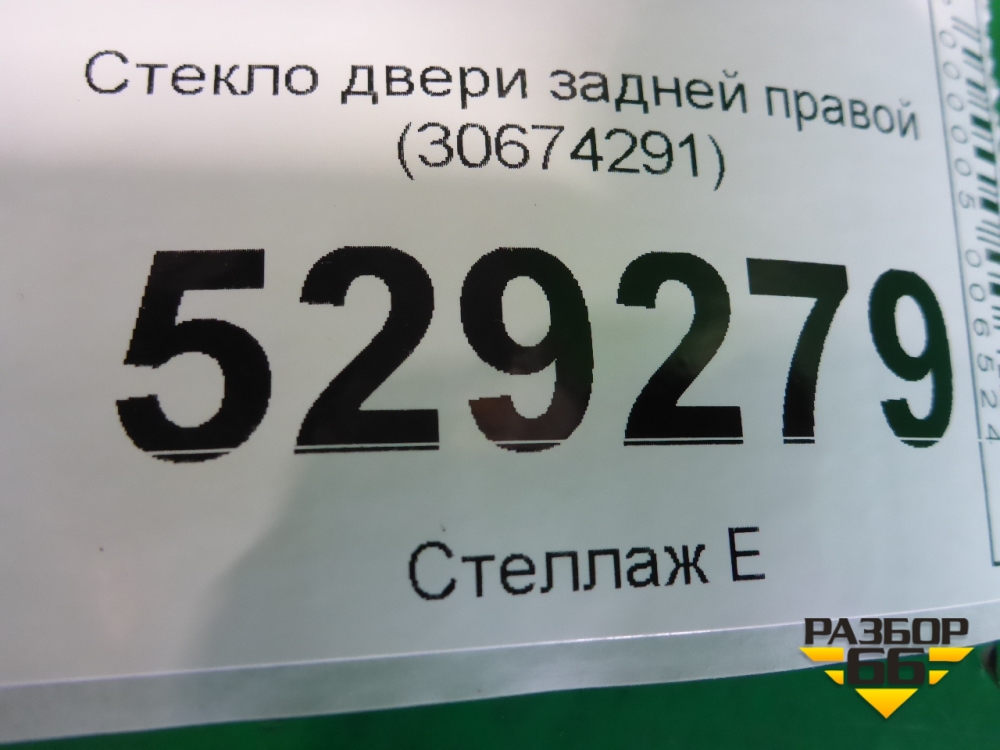 Стекло двери задней правой
(30674291)
529279
Стеллаж Е
РАЗБОР
66